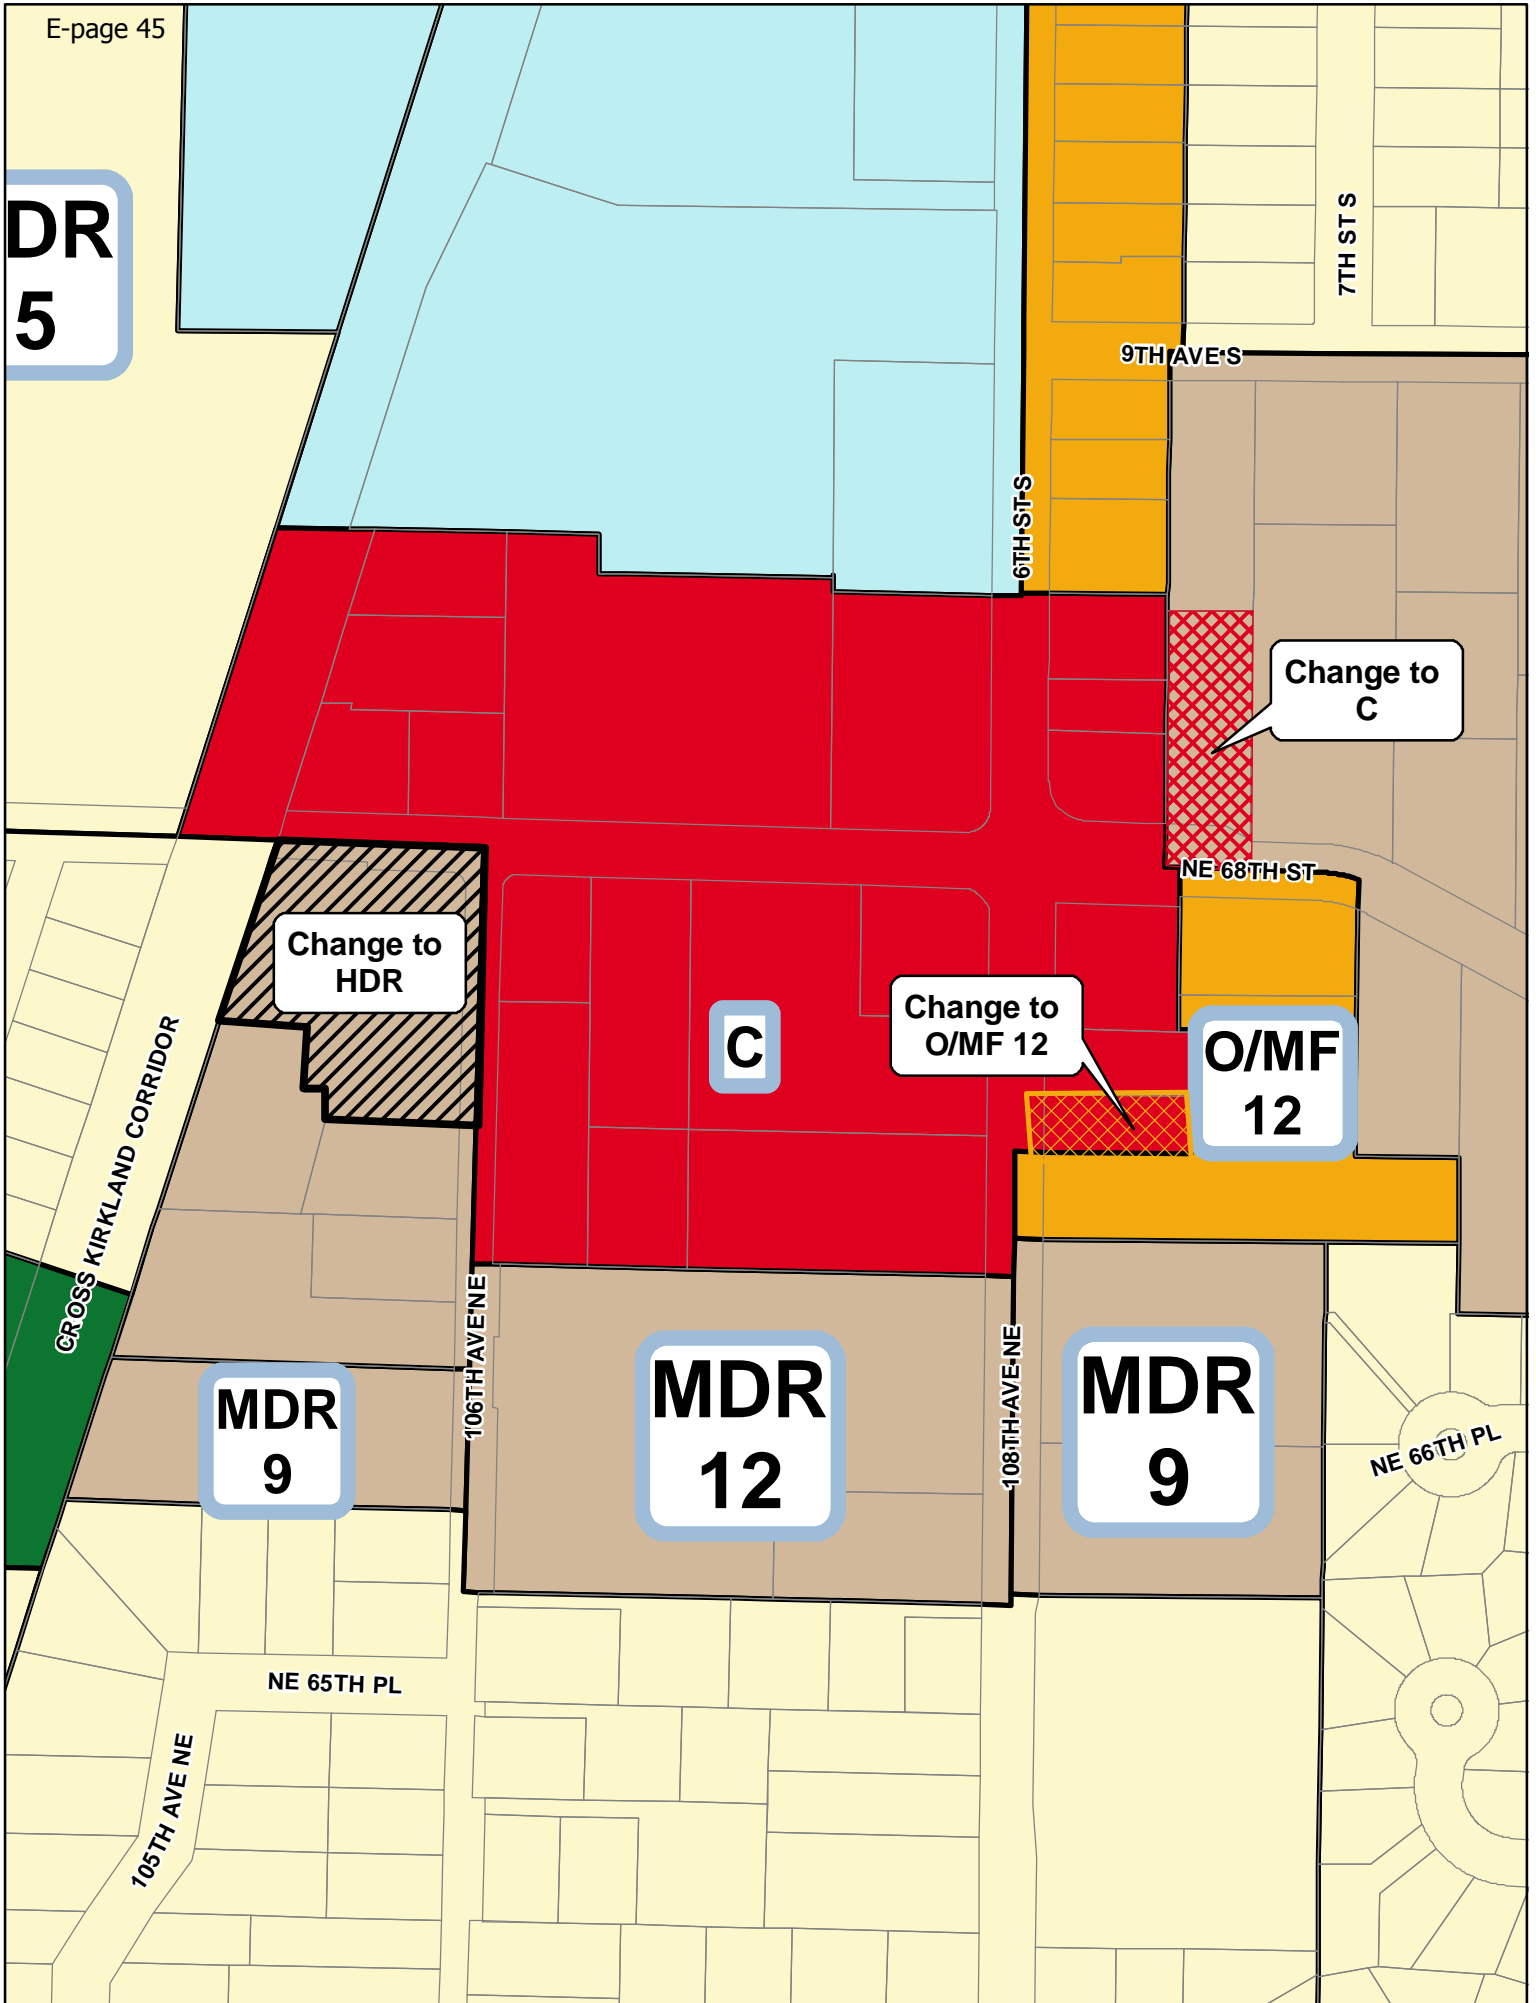 E-page 45
DR
5
7TH ST S
9TH AVE S
6TH ST S
Change to
C
NE 68TH ST
Change to
HDR
C
Change to
O/MF 12
O/MF
12
CROSS KIRKLAND CORRIDOR
106TH AVE NE
108TH AVE NE
MDR
9
MDR
12
MDR
9
NE 66TH PL
NE 65TH PL
105TH AVE NE